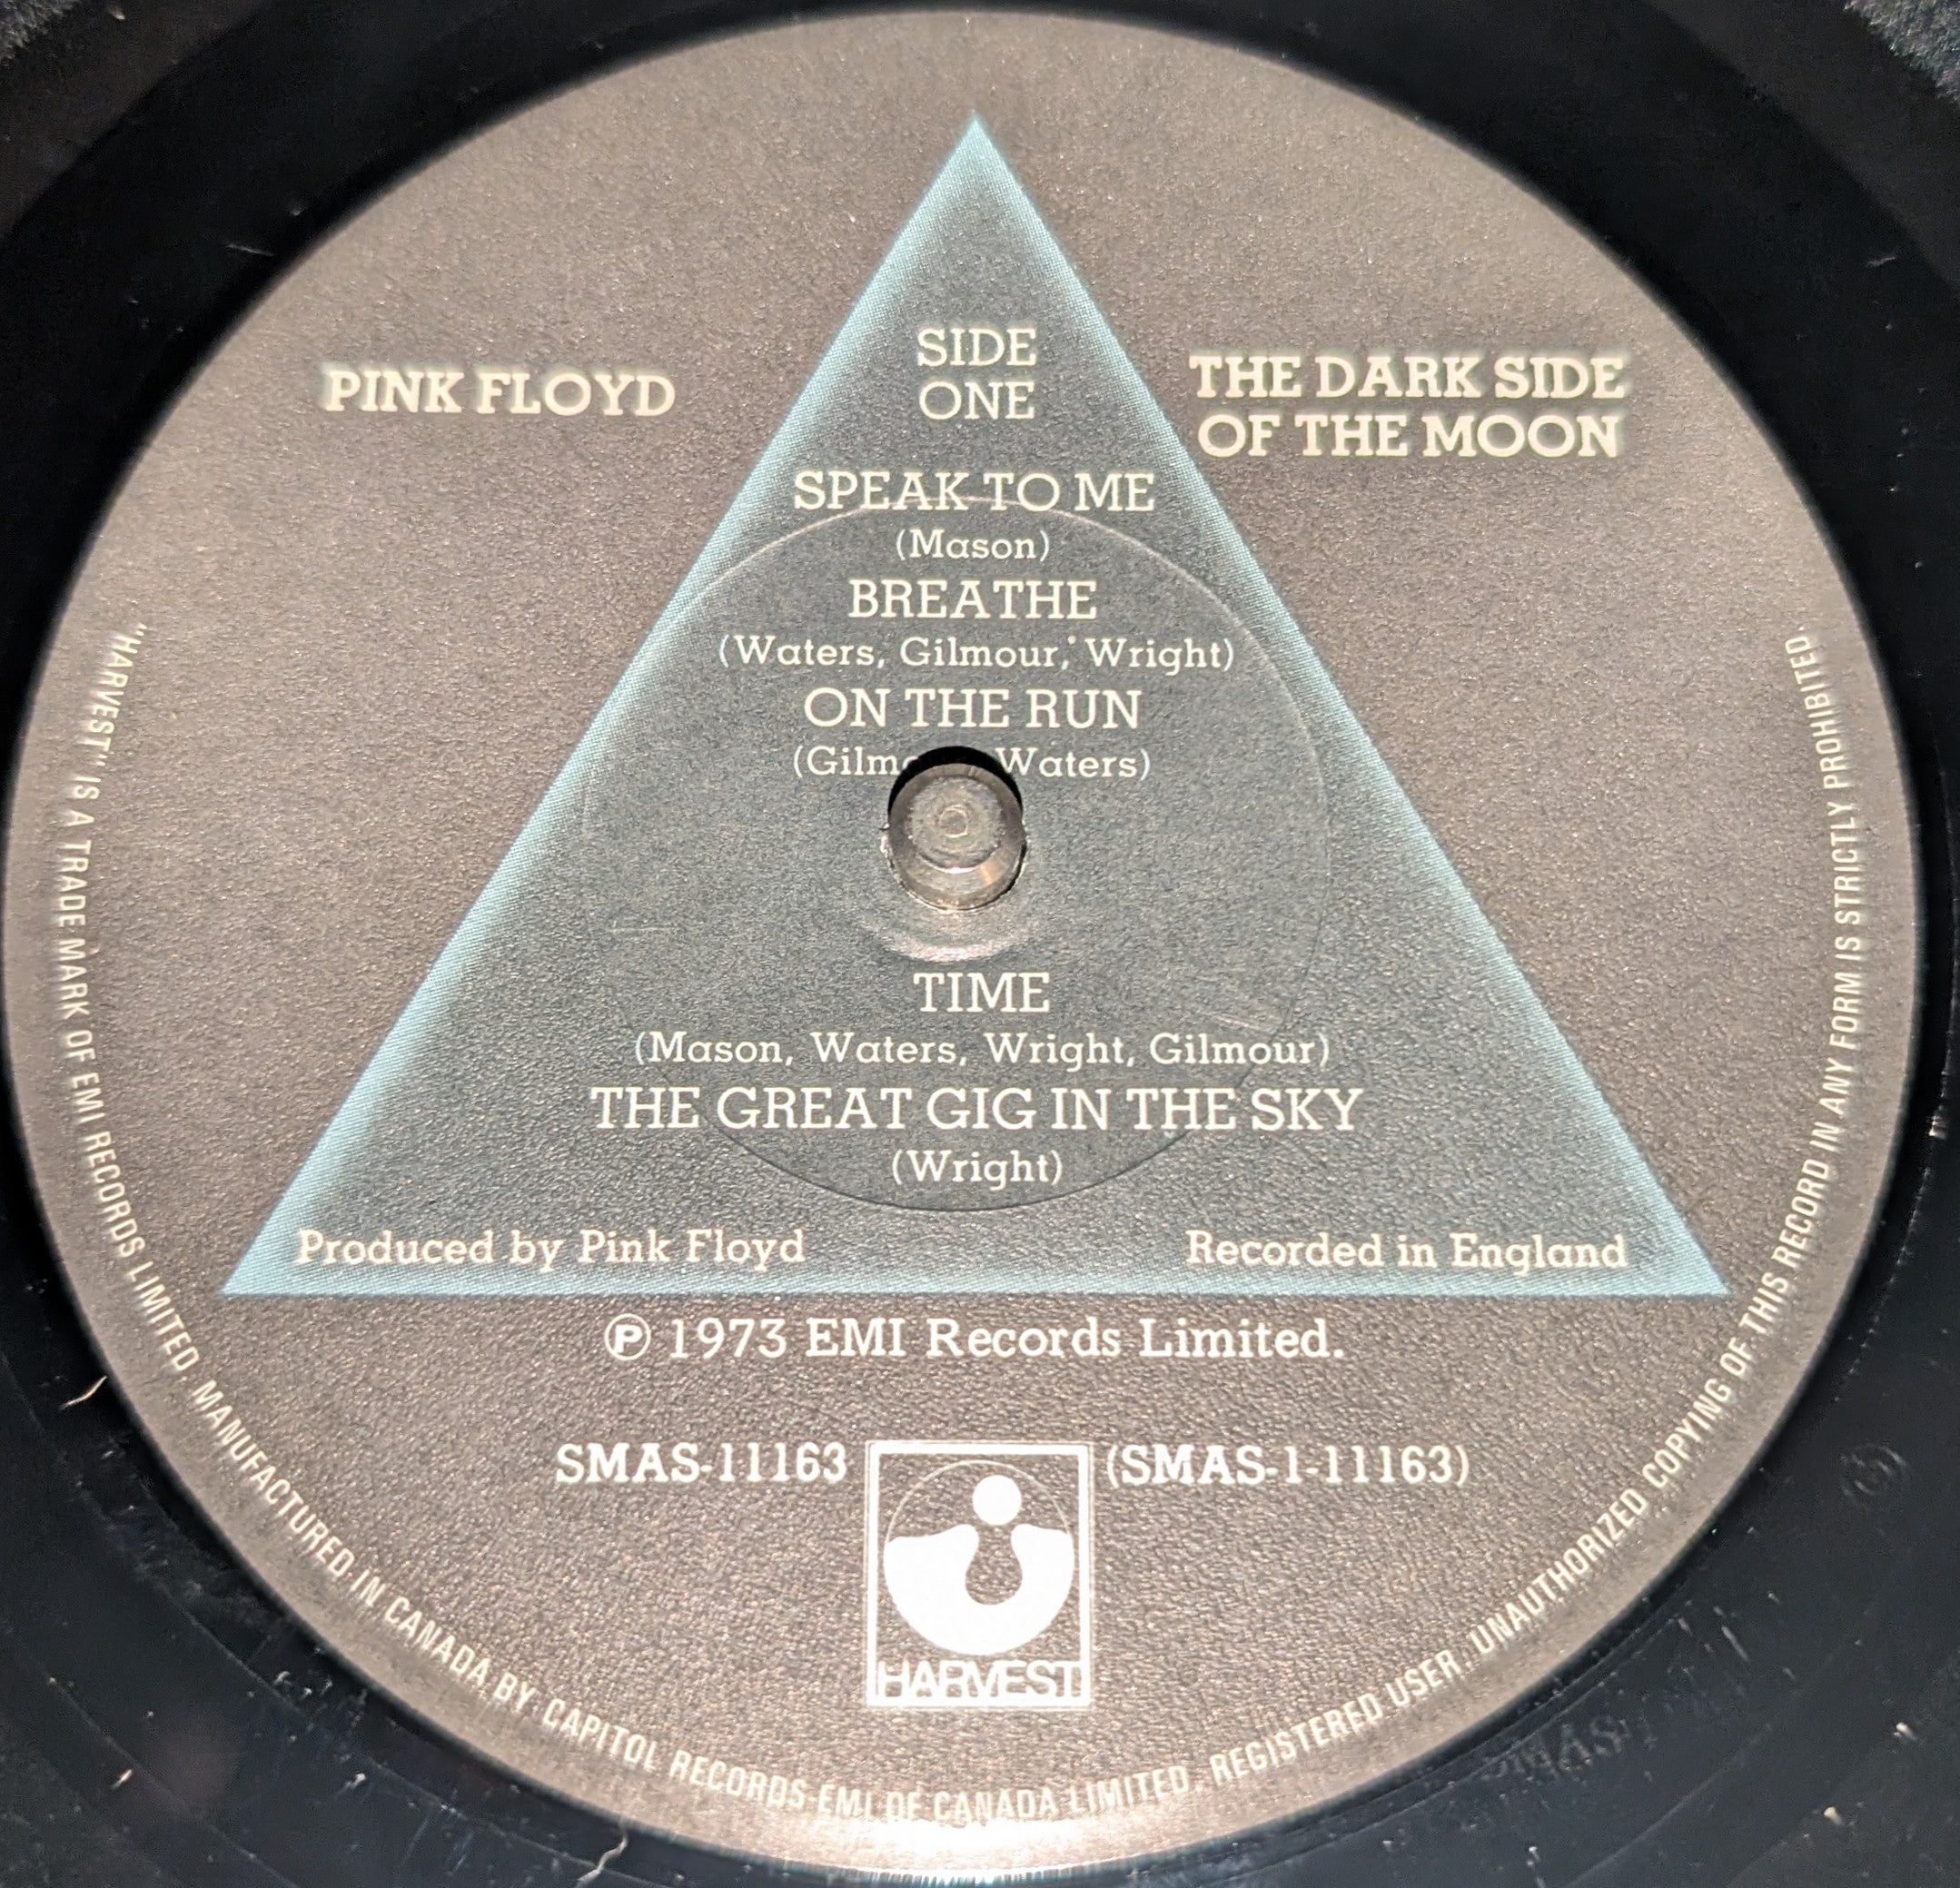 SIDE
ONE
PINK FLOYD
THE DARK SIDE
OF THE MOON
SPEAK TO ME
(Mason)
BREATHE
(Waters, Gilmour, Wright)
ON THE RUN
Waters)
TIME
(Mason, Waters, Wright, Gilmour)
THE GREAT GIG IN THE SKY
(Wright)
Produced by Pink Floyd
Recorded in England
Ⓟ 1973 EMI Records Limited.
SMAS-11163
(SMAS-1-11163)
HARVEST
"HARVEST" IS A TRADE MARK OF EMI RECORDS LIMITED. MANUFACTURED IN CANADA BY CAPITOL RECORDS-EMI OF CANADA LIMITED. REGISTERED USER. UNAUTHORIZED COPYING OF THIS RECORD IN ANY FORM IS STRICTLY PROHIBITED.